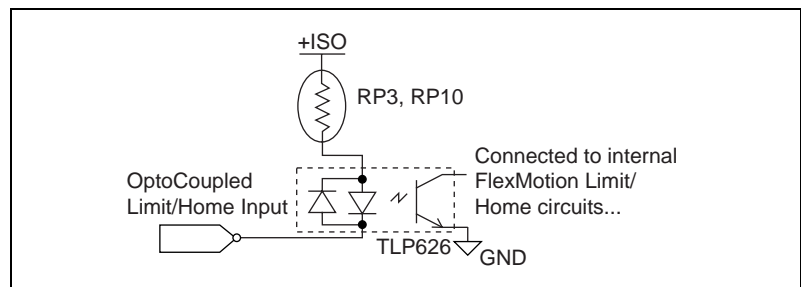 +ISO
RP3, RP10
OptoCoupled
Limit/Home Input
Connected to internal
FlexMotion Limit/
Home circuits...
TLP626
GND